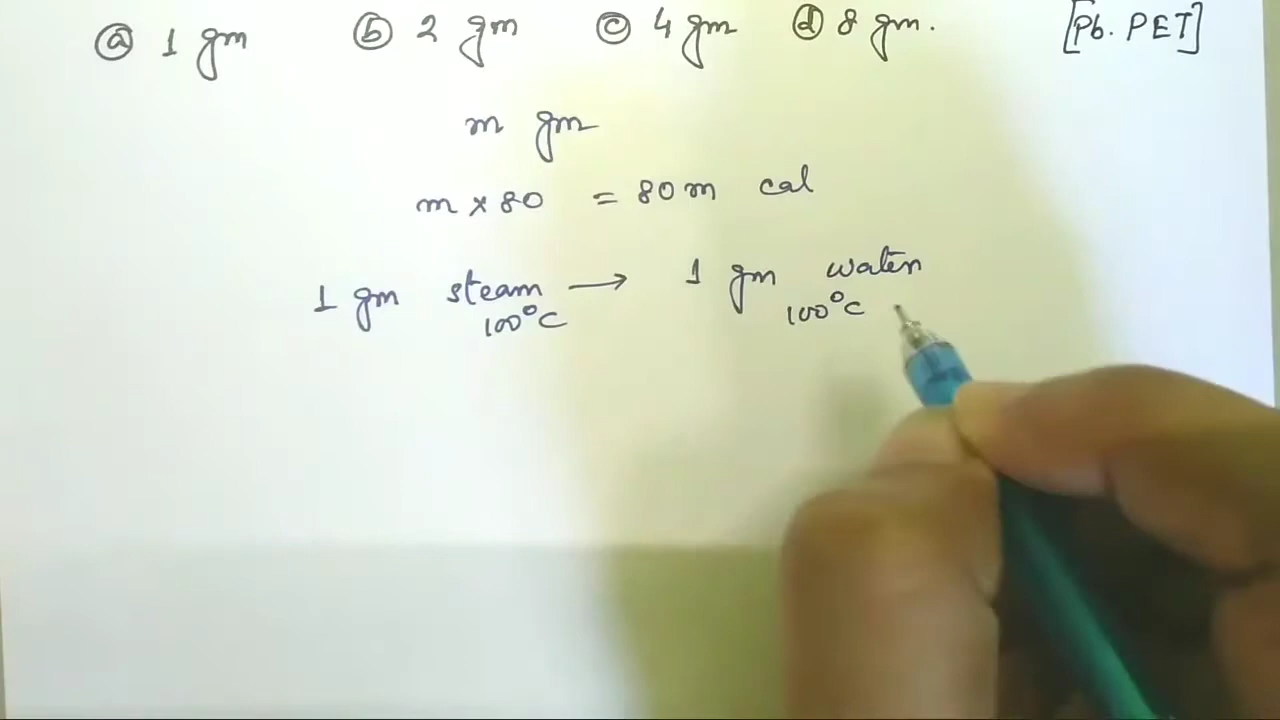 ⓐ 1 gm ⓑ 2 gm ⓒ 4 gm ⓓ 8 gm. [Pb. PET]
m gm
m × 80 = 80 m cal
1 gm steam → 1 gm water
100°C 100°C